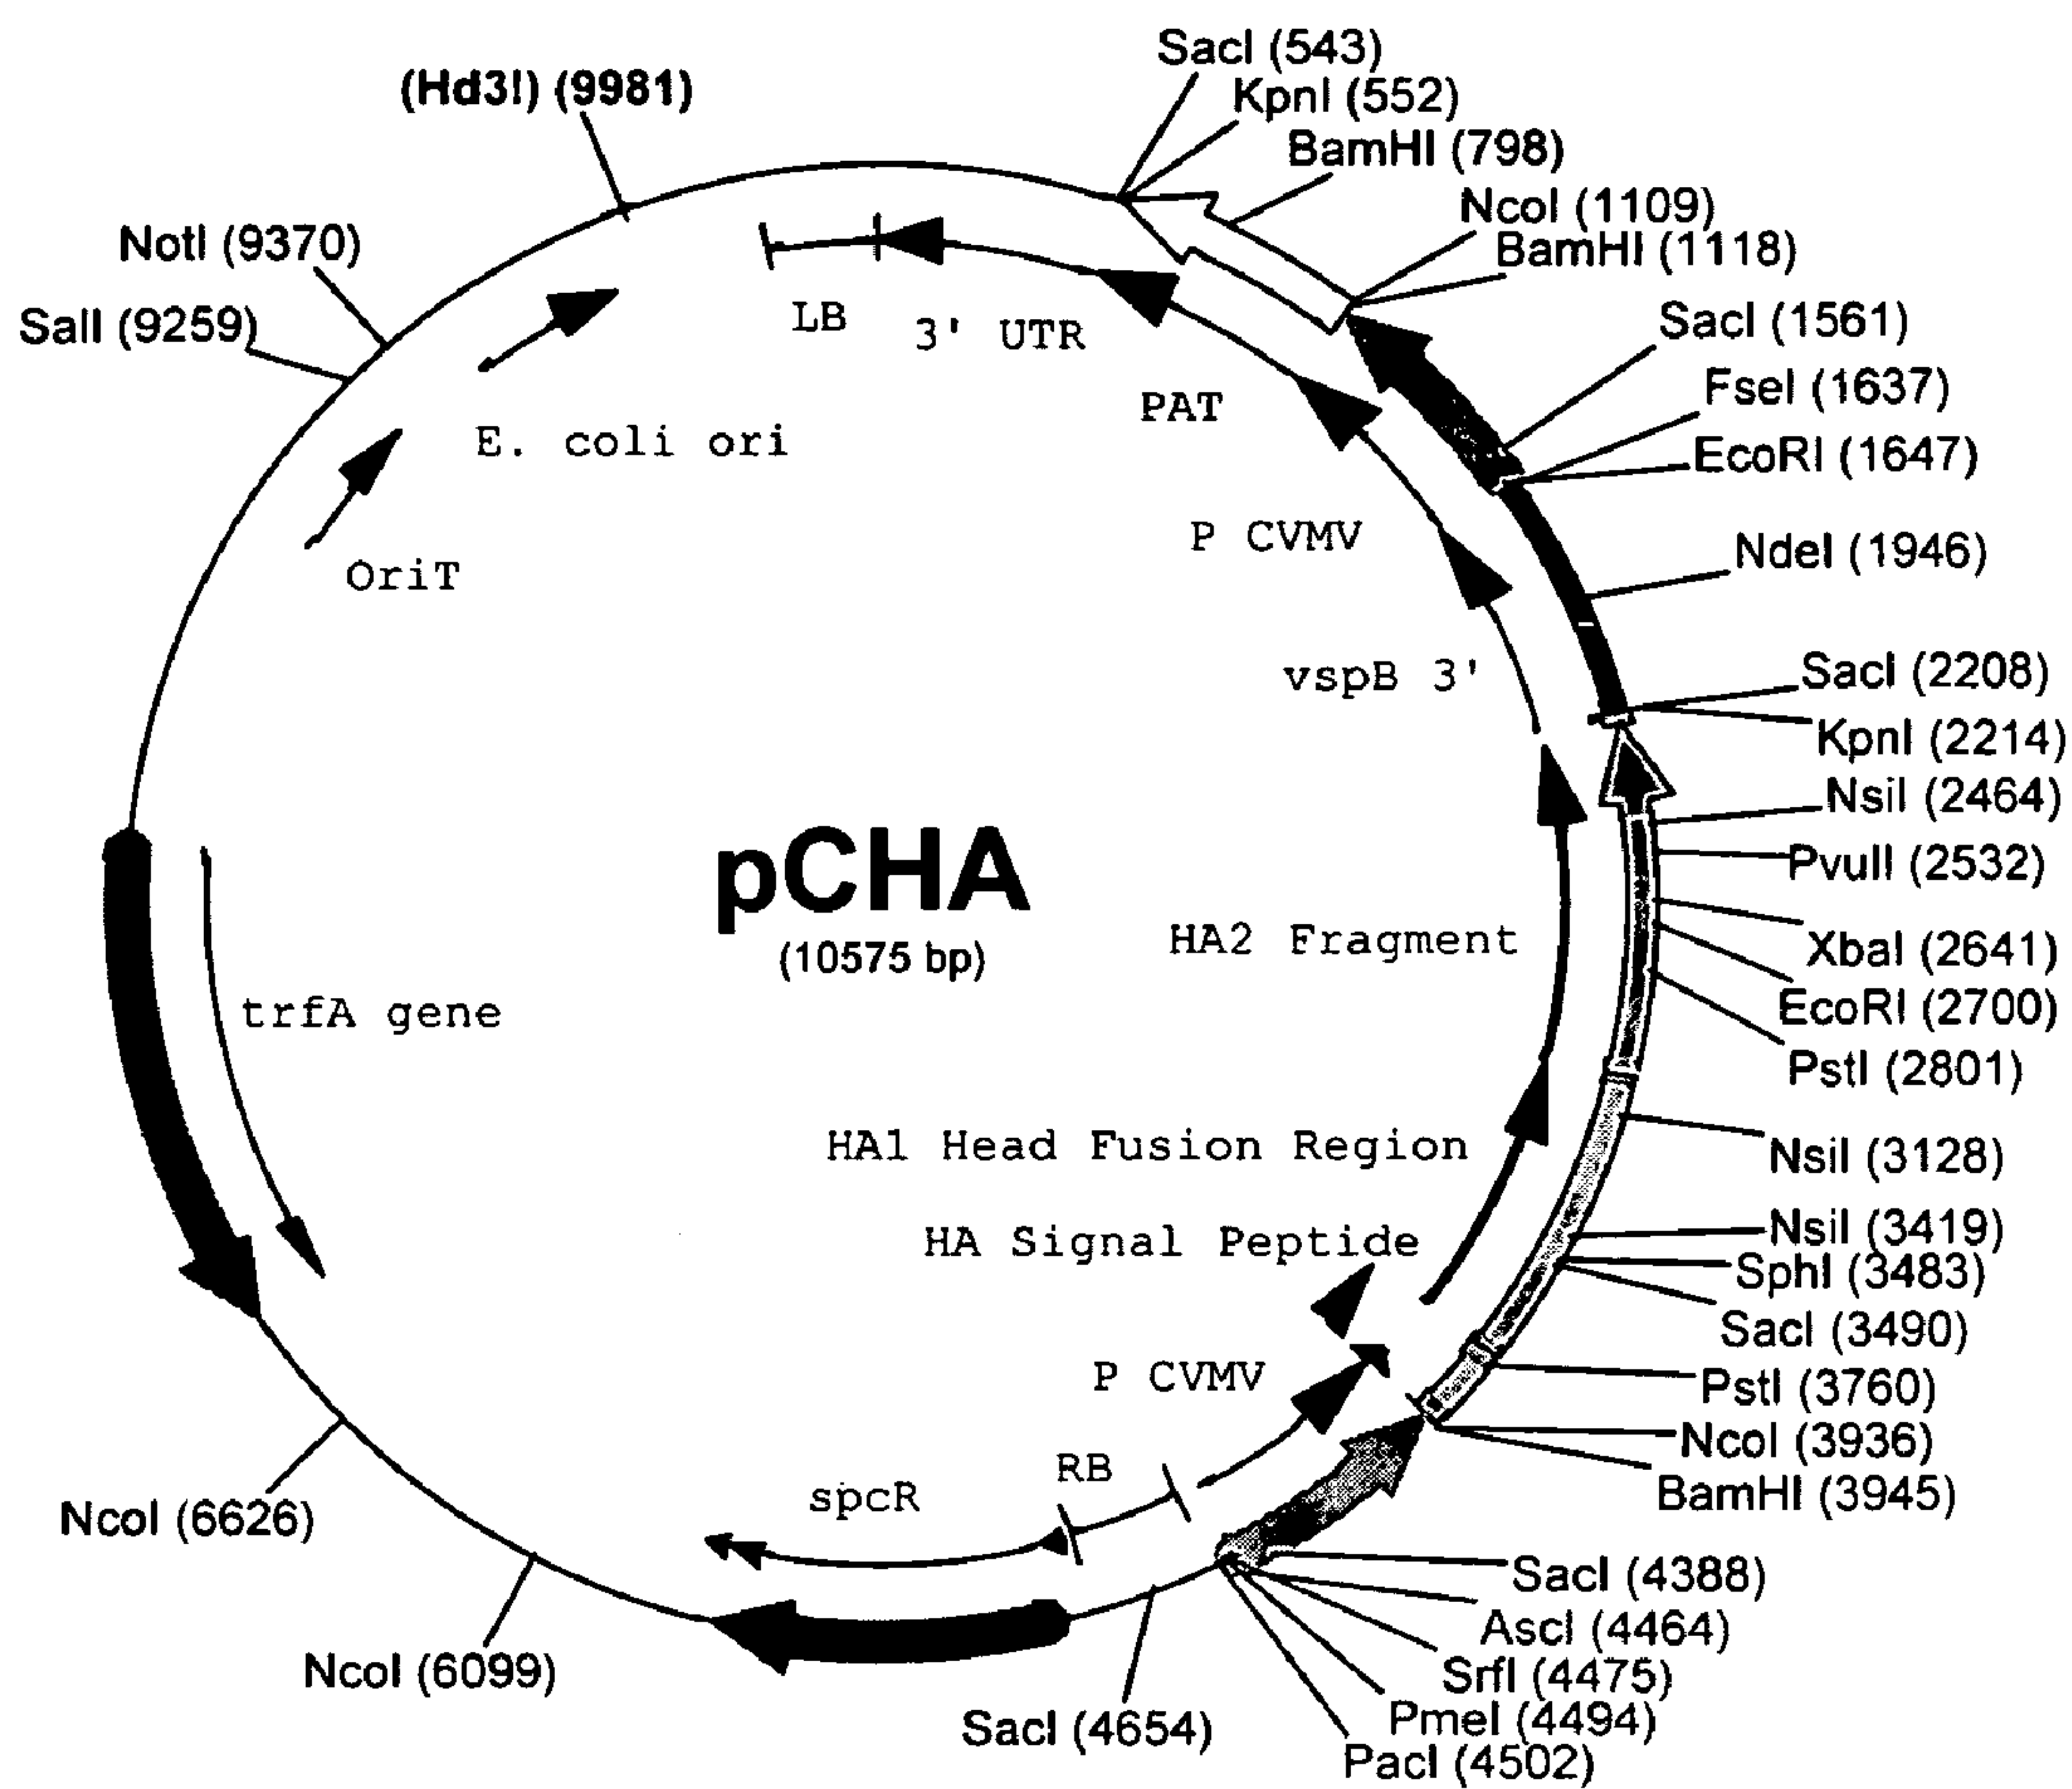 SacI (543)
(Hd3I) (9981)
KpnI (552)
BamHI (798)
NcoI (1109)
NotI (9370)
BamHI (1118)
SalI (9259)
LB
3' UTR
SacI (1561)
FseI (1637)
PAT
E. coli ori
EcoRI (1647)
P CVMV
NdeI (1946)
OriT
vspB 3'
SacI (2208)
KpnI (2214)
NsiI (2464)
pCHA
PvuII (2532)
HA2 Fragment
(10575 bp)
XbaI (2641)
trfA gene
EcoRI (2700)
PstI (2801)
HA1 Head Fusion Region
NsiI (3128)
HA Signal Peptide
NsiI (3419)
SphI (3483)
SacI (3490)
P CVMV
PstI (3760)
NcoI (3936)
RB
spcR
BamHI (3945)
NcoI (6626)
SacI (4388)
AscI (4464)
NcoI (6099)
SrfI (4475)
PmeI (4494)
SacI (4654)
PacI (4502)